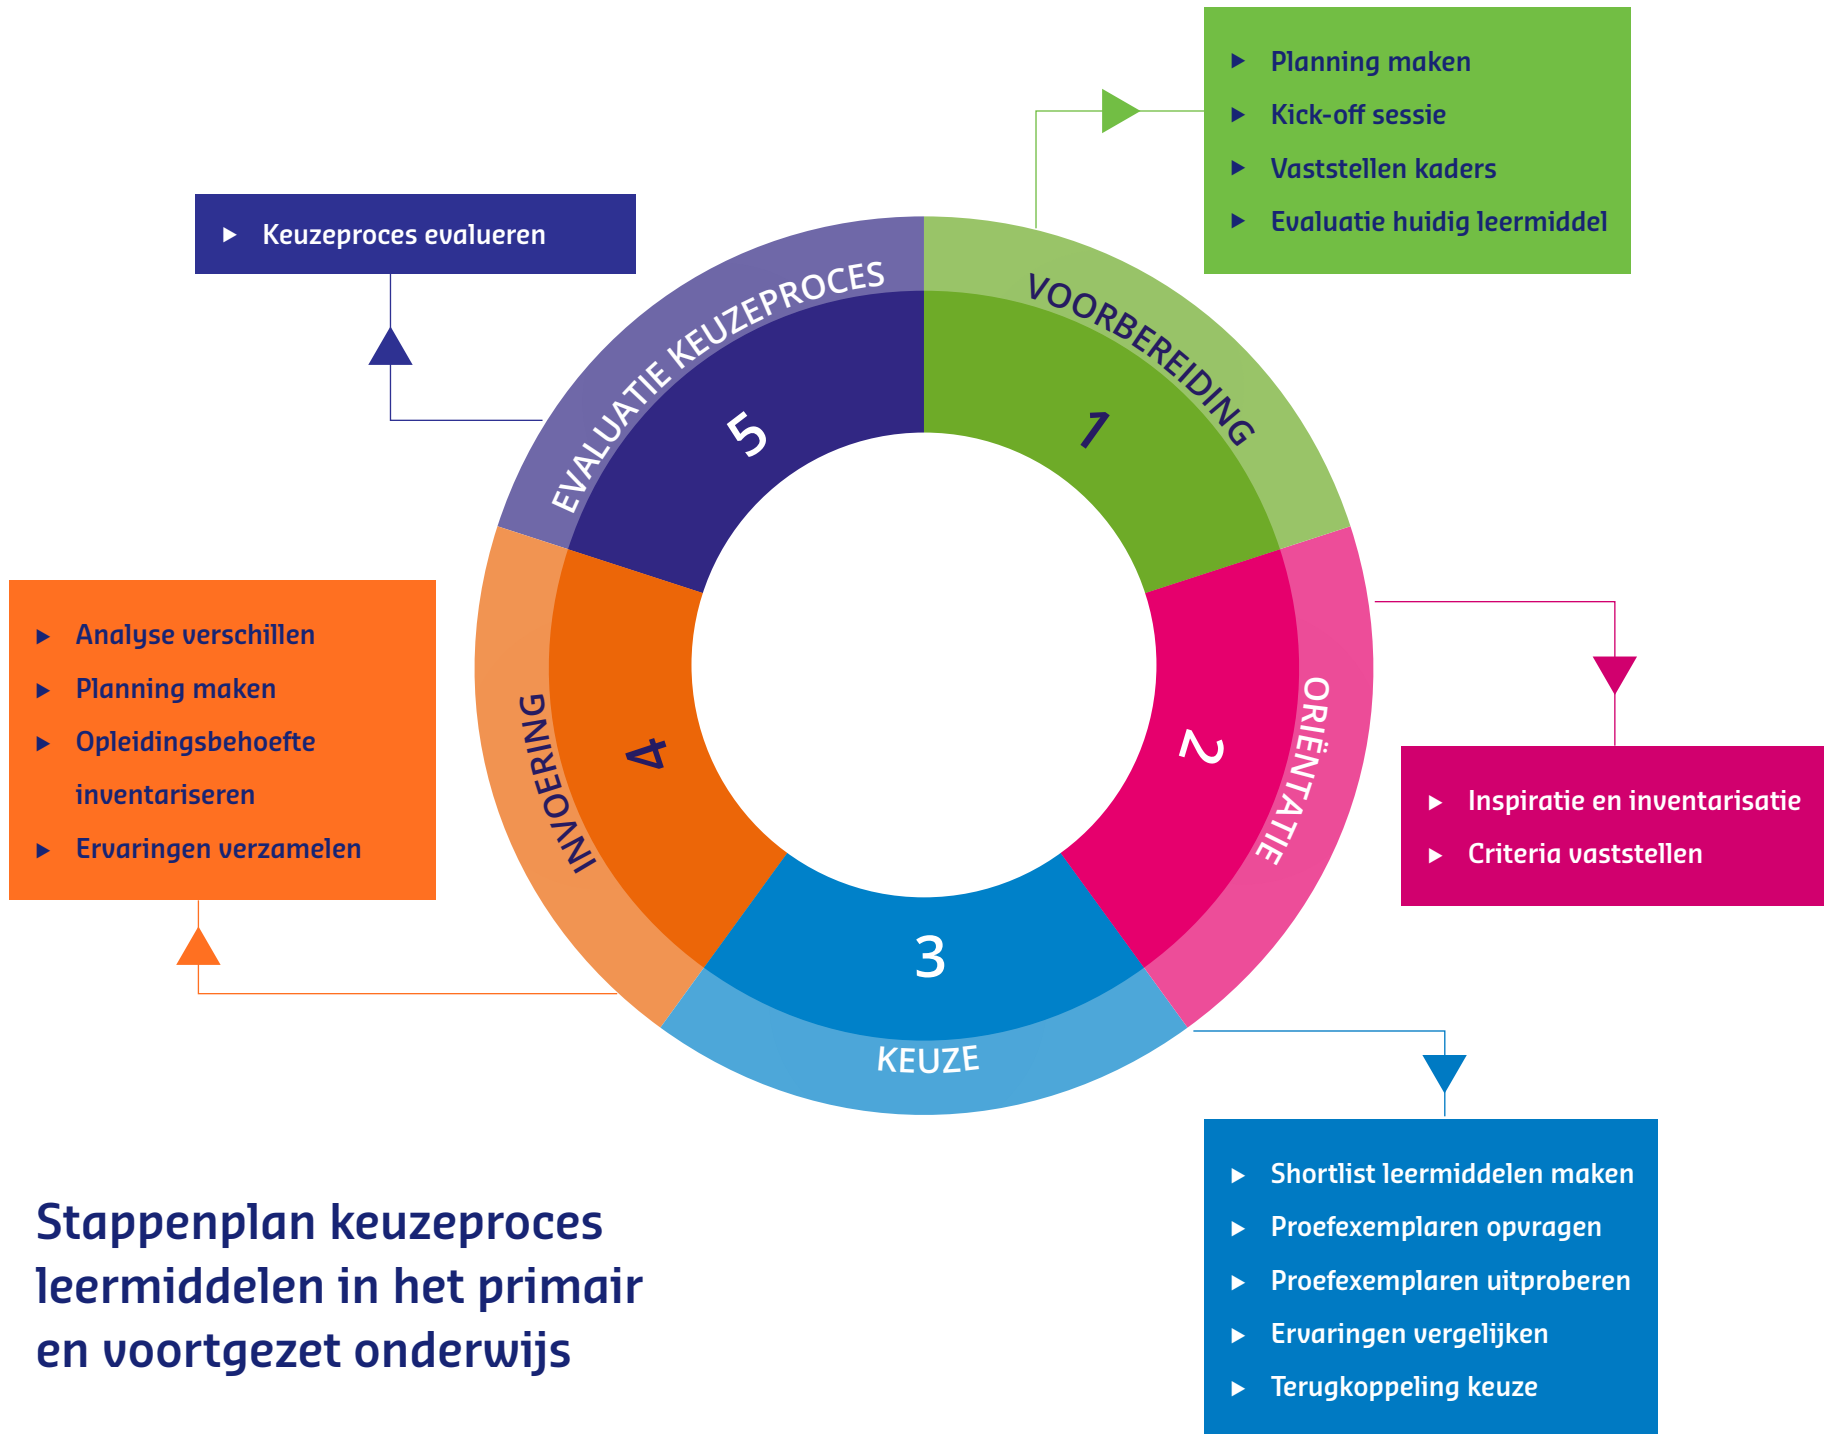 Planning maken
Kick-off sessie
Vaststellen kaders
Evaluatie huidig leermiddel
Keuzeproces evalueren
EVALUATIE KEUZEPROCES
VOORBEREIDING
5
1
Analyse verschillen
Planning maken
Opleidingsbehoefte
inventariseren
Ervaringen verzamelen
INVOERING
4
2
ORIËNTATIE
Inspiratie en inventarisatie
Criteria vaststellen
3
KEUZE
Shortlist leermiddelen maken
Proefexemplaren opvragen
Proefexemplaren uitproberen
Ervaringen vergelijken
Terugkoppeling keuze
Stappenplan keuzeproces
leermiddelen in het primair
en voortgezet onderwijs